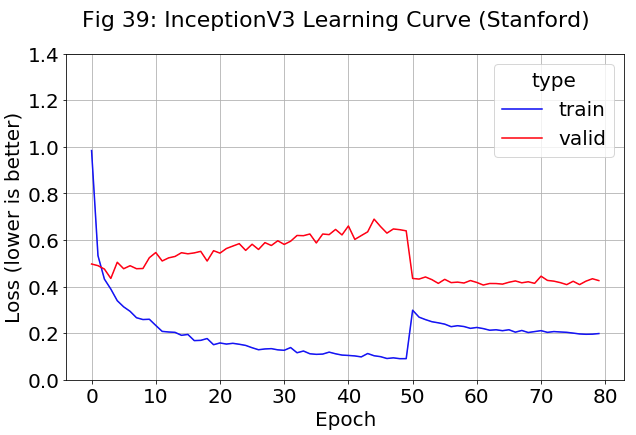 Fig 39: InceptionV3 Learning Curve (Stanford)
1.4
1.2
1.0
0.8
0.6
0.4
0.2
0.0
Loss (lower is better)
type
train
valid
0 10 20 30 40 50 60 70 80
Epoch